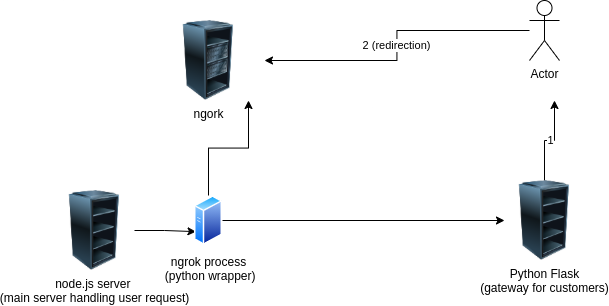 2 (redirection)
Actor
ngork
1
node.js server
(main server handling user request)
ngrok process
(python wrapper)
Python Flask
(gateway for customers)